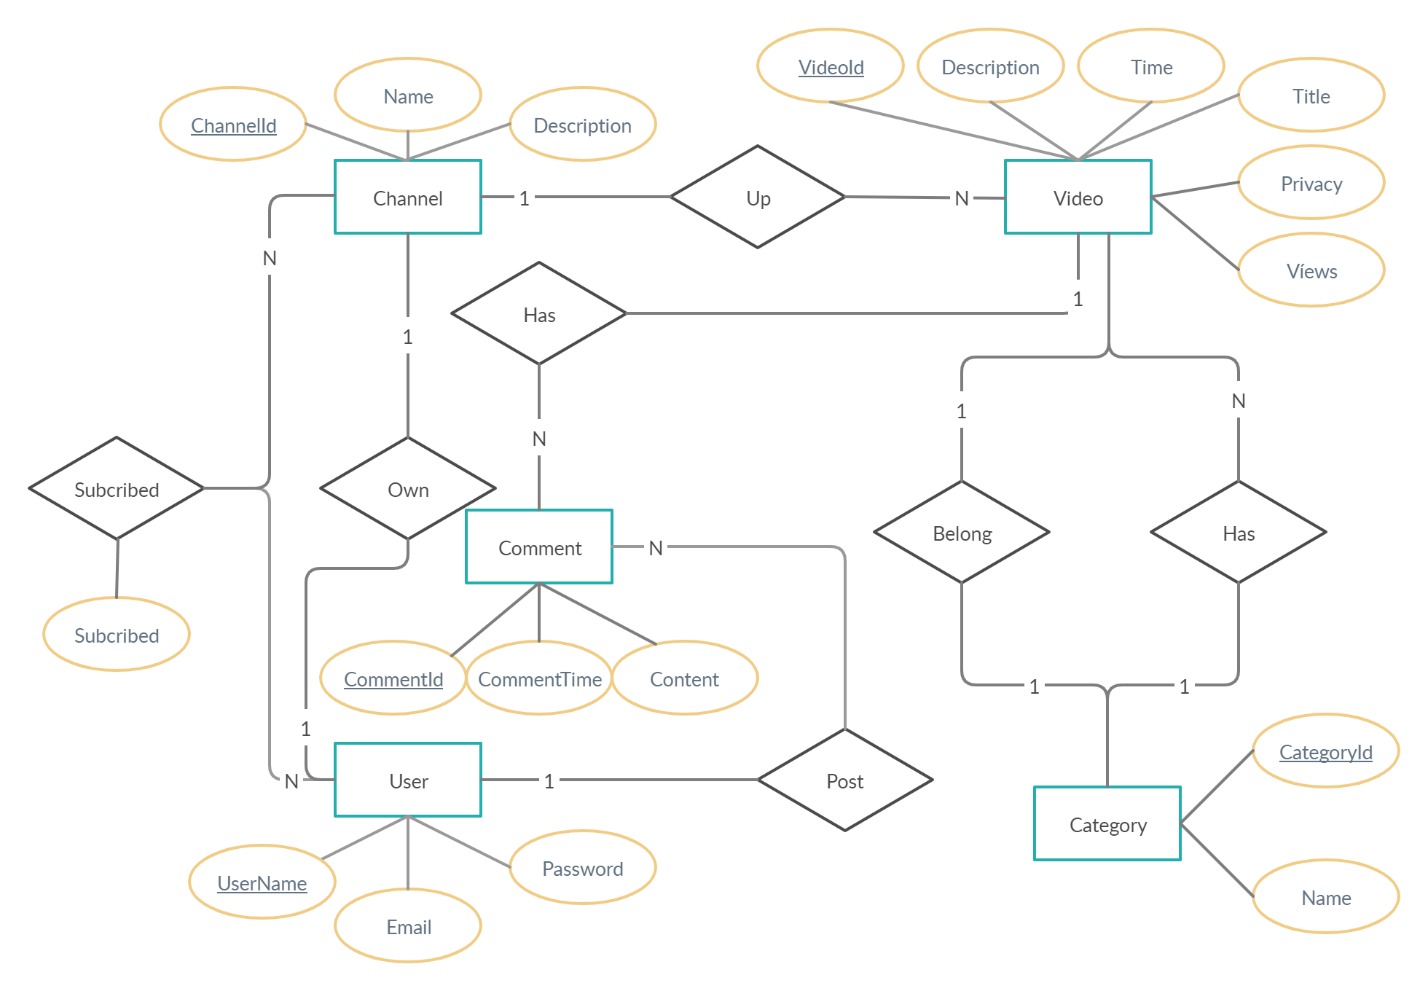 VideoId
Description
Time
Title
Name
ChannelId
Description
Privacy
Channel
1
Up
N
Video
N
Víews
1
Has
1
N
1
N
Subcribed
Own
Belong
Has
Comment
N
Subcribed
CommentId
CommentTime
Content
1
1
1
CategoryId
N
User
1
Post
Category
UserName
Password
Name
Email